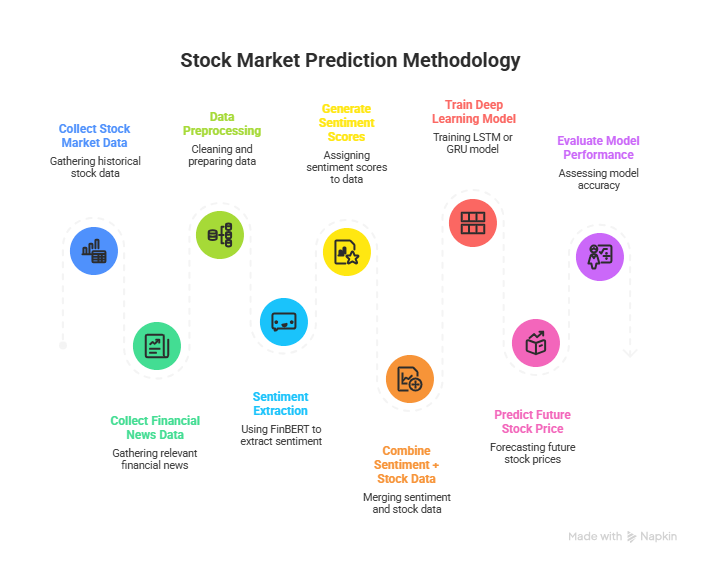 Stock Market Prediction Methodology
Collect Stock
Market Data
Gathering historical
stock data
Collect Financial
News Data
Gathering relevant
financial news
Data
Preprocessing
Cleaning and
preparing data
Sentiment
Extraction
Using FinBERT to
extract sentiment
Generate
Sentiment
Scores
Assigning
sentiment scores
to data
Combine
Sentiment +
Stock Data
Merging sentiment
and stock data
Train Deep
Learning Model
Training LSTM or
GRU model
Predict Future
Stock Price
Forecasting future
stock prices
Evaluate Model
Performance
Assessing model
accuracy
Made with Napkin